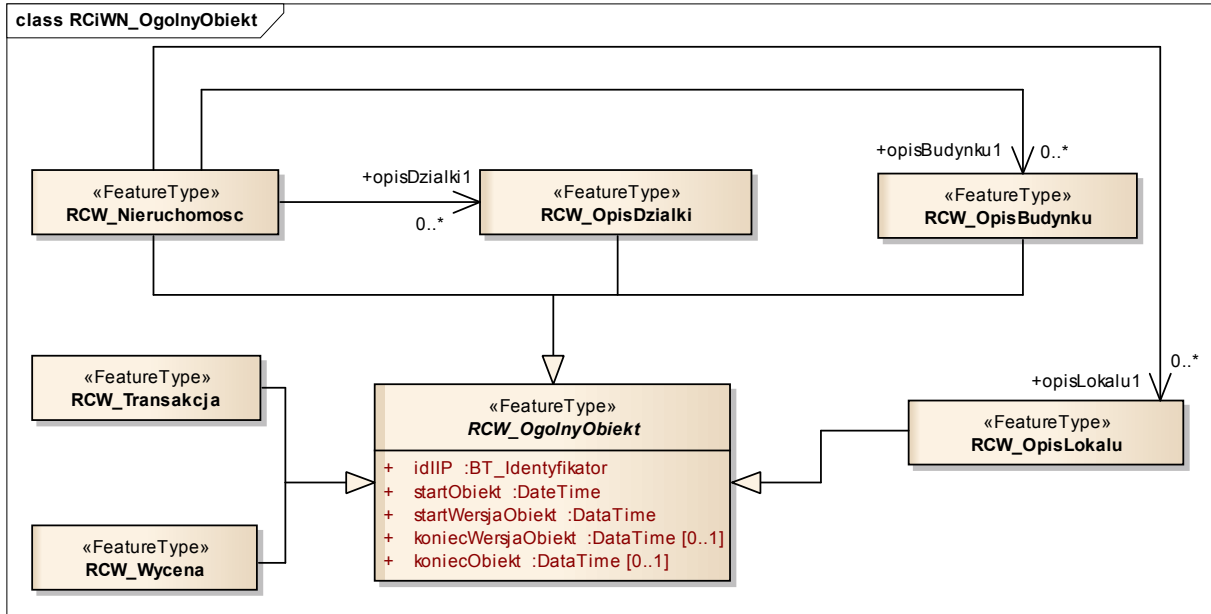 class RCiWN_OgolnyObiekt
«FeatureType»
RCW_Nieruchomosc
+opisDzialki1
0..*
«FeatureType»
RCW_OpisDzialki
+opisBudynku1
0..*
«FeatureType»
RCW_OpisBudynku
«FeatureType»
RCW_Transakcja
«FeatureType»
RCW_Wycena
«FeatureType»
RCW_OgolnyObiekt
+ idIIP :BT_Identyfikator
+ startObiekt :DateTime
+ startWersjaObiekt :DataTime
+ koniecWersjaObiekt :DataTime [0..1]
+ koniecObiekt :DataTime [0..1]
0..*
+opisLokalu1
«FeatureType»
RCW_OpisLokalu